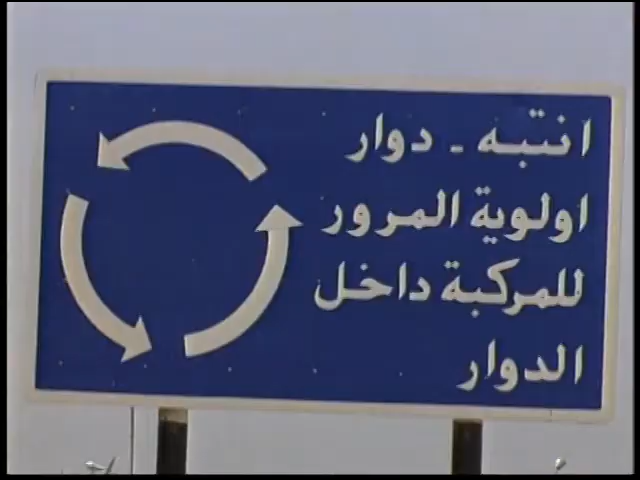 انتبه - دوار
اولوية المرور
للمركبة داخل
الدوار